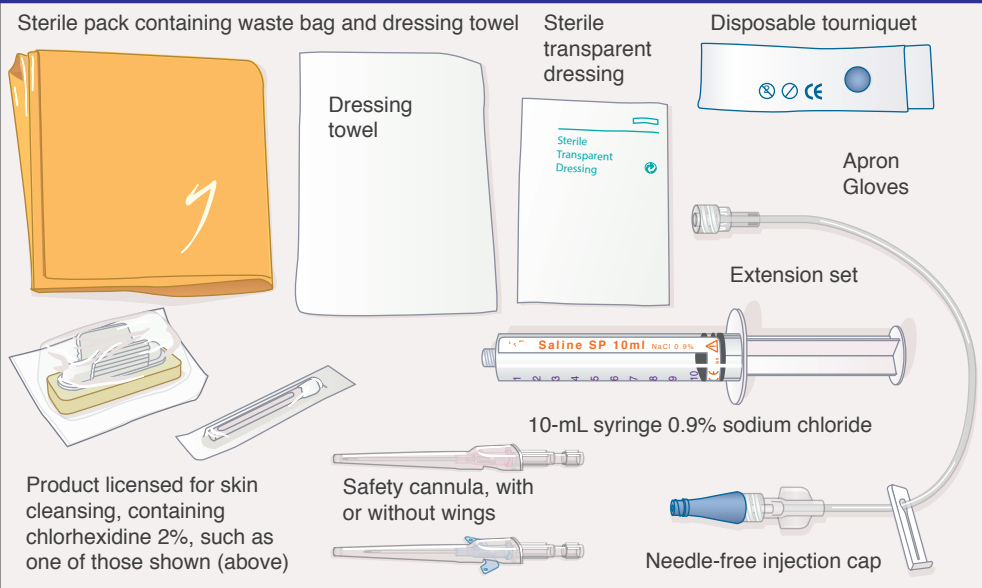 Sterile pack containing waste bag and dressing towel
Sterile
transparent
dressing
Disposable tourniquet
Dressing
towel
Sterile
Transparent
Dressing
CE
Apron
Gloves
Extension set
Saline SP 10ml NaCl 0.9%
1 2 3 4 5 6 7 8 9 10
CE
10-mL syringe 0.9% sodium chloride
Product licensed for skin
cleansing, containing
chlorhexidine 2%, such as
one of those shown (above)
Safety cannula, with
or without wings
Needle-free injection cap